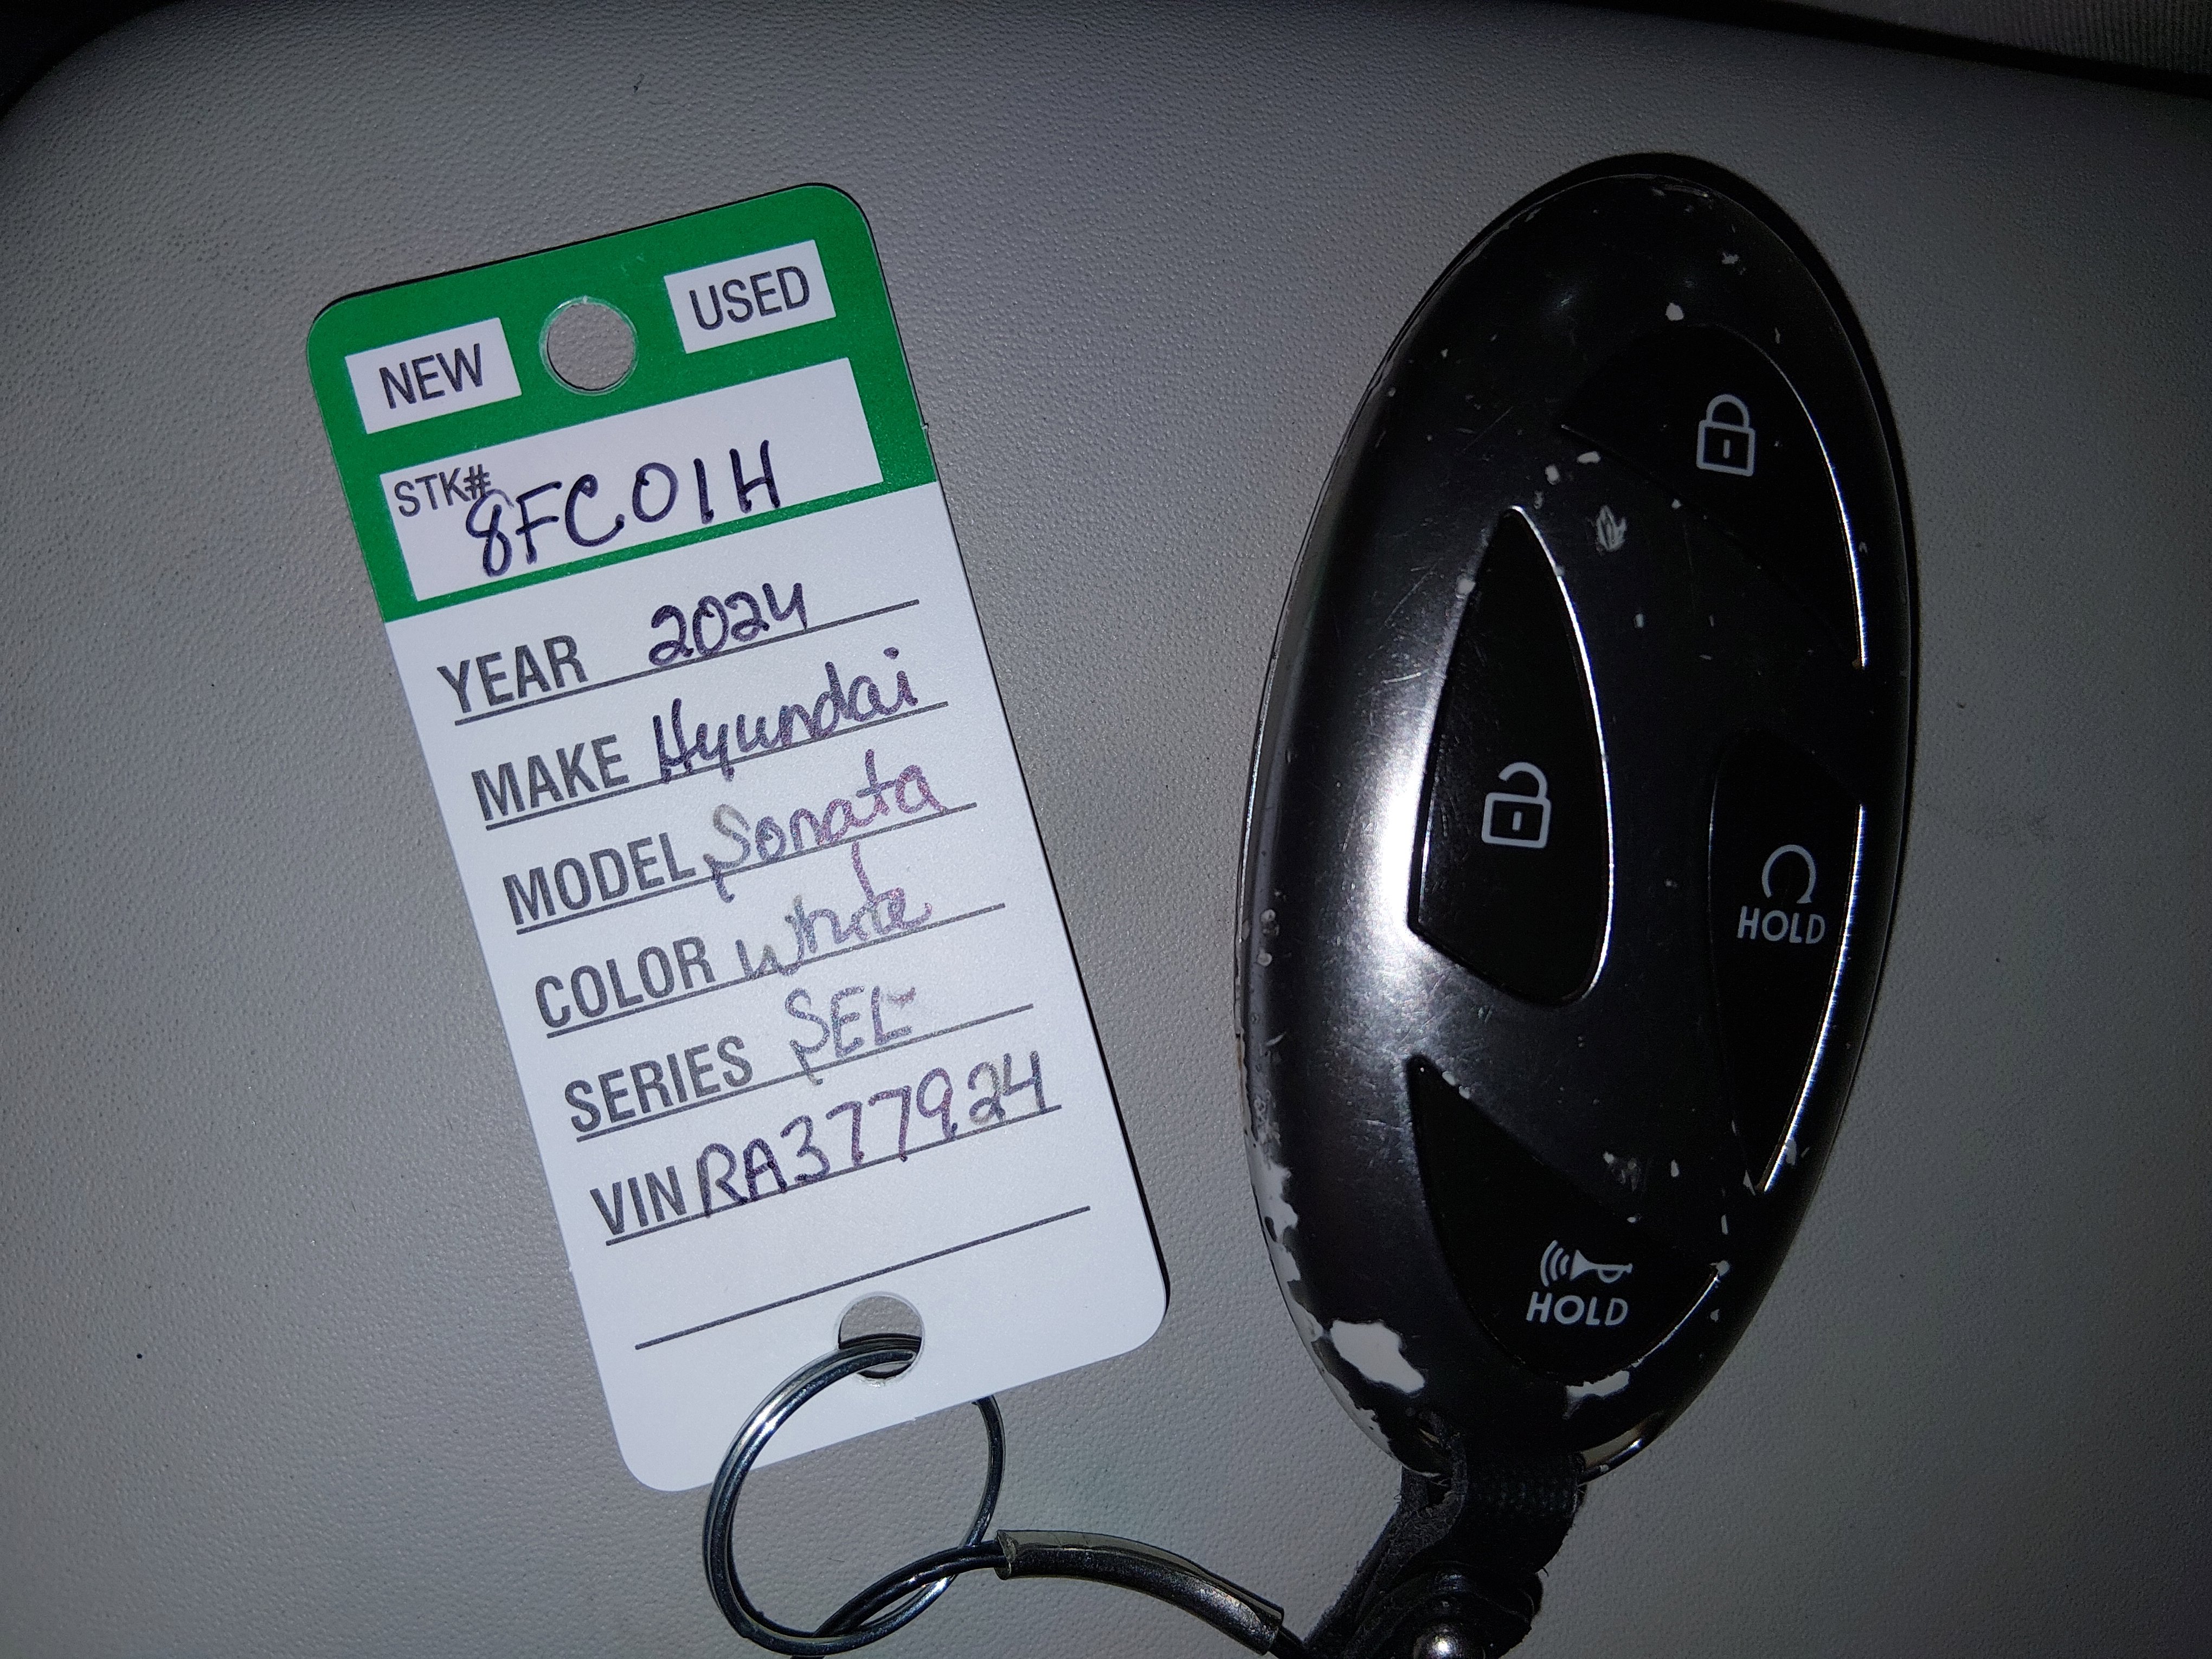 NEW USED
STK# 8FC01H
YEAR 2024
MAKE Hyundai
MODEL Sonata
COLOR White
SERIES SEL
VIN RA377924
HOLD
HOLD